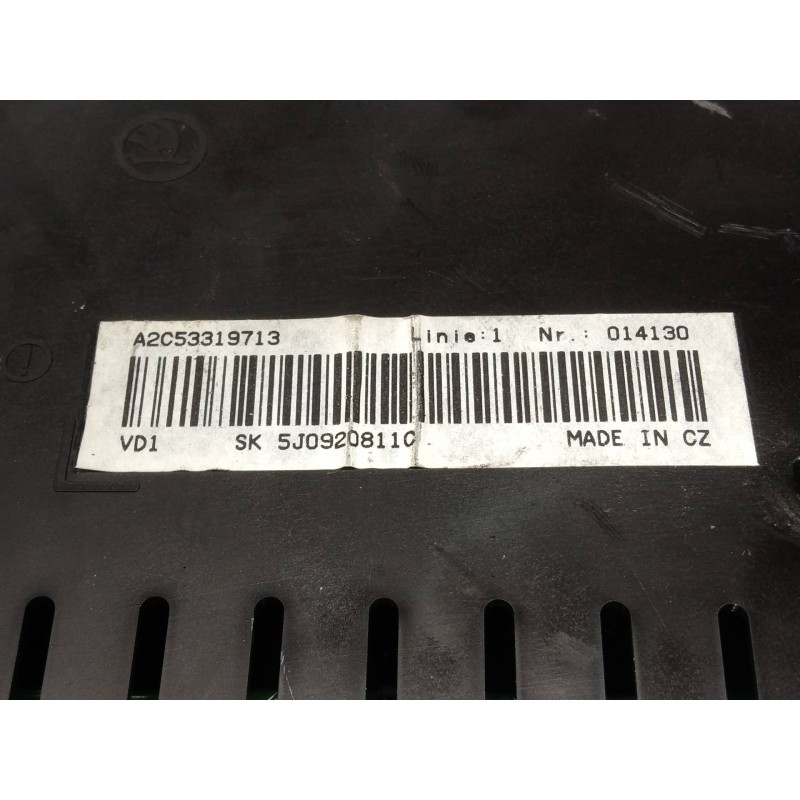 A2C53319713 Linie:1 Nr.: 014130
VD1 SK 5J0920811C MADE IN CZ